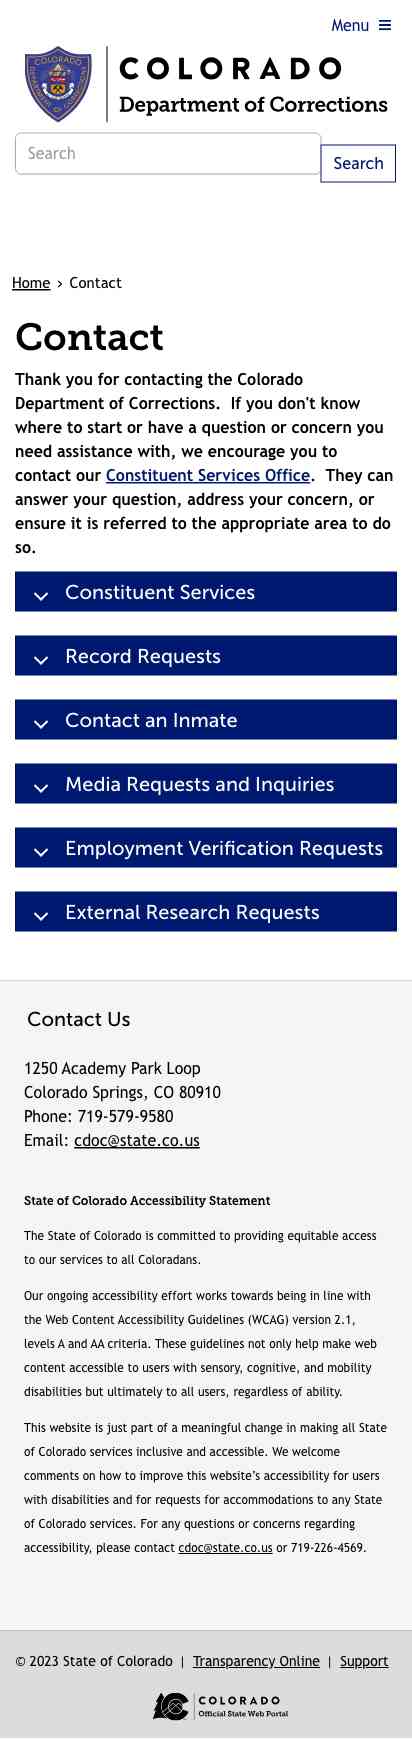 Menu
COLORADO
Department of Corrections
Search
Search
Home › Contact
Contact
Thank you for contacting the Colorado
Department of Corrections.  If you don't know
where to start or have a question or concern you
need assistance with, we encourage you to
contact our Constituent Services Office.  They can
answer your question, address your concern, or
ensure it is referred to the appropriate area to do
so.
Constituent Services
Record Requests
Contact an Inmate
Media Requests and Inquiries
Employment Verification Requests
External Research Requests
Contact Us
1250 Academy Park Loop
Colorado Springs, CO 80910
Phone: 719-579-9580
Email: cdoc@state.co.us
State of Colorado Accessibility Statement
The State of Colorado is committed to providing equitable access
to our services to all Coloradans.
Our ongoing accessibility effort works towards being in line with
the Web Content Accessibility Guidelines (WCAG) version 2.1,
levels A and AA criteria. These guidelines not only help make web
content accessible to users with sensory, cognitive, and mobility
disabilities but ultimately to all users, regardless of ability.
This website is just part of a meaningful change in making all State
of Colorado services inclusive and accessible. We welcome
comments on how to improve this website's accessibility for users
with disabilities and for requests for accommodations to any State
of Colorado services. For any questions or concerns regarding
accessibility, please contact cdoc@state.co.us or 719-226-4569.
© 2023 State of Colorado | Transparency Online | Support
COLORADO
Official State Web Portal